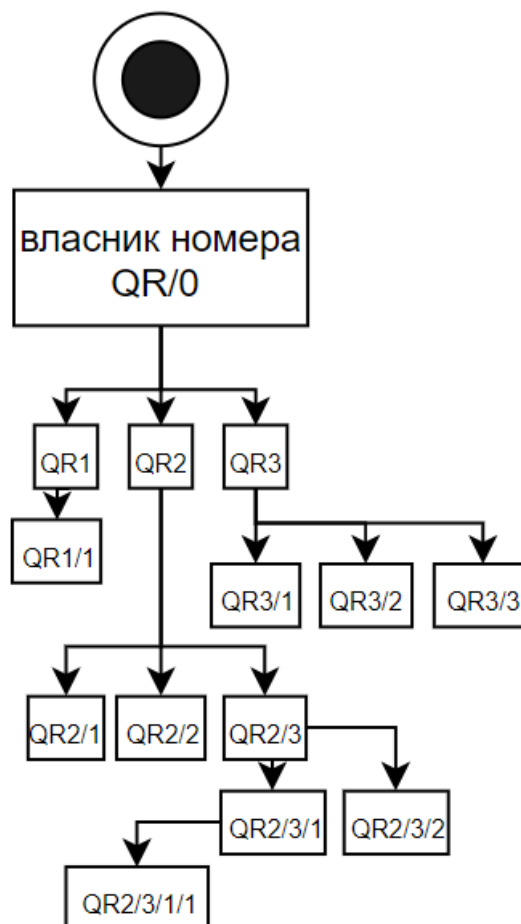 власник номера
QR/0
QR1
QR2
QR3
QR1/1
QR3/1
QR3/2
QR3/3
QR2/1
QR2/2
QR2/3
QR2/3/1
QR2/3/2
QR2/3/1/1